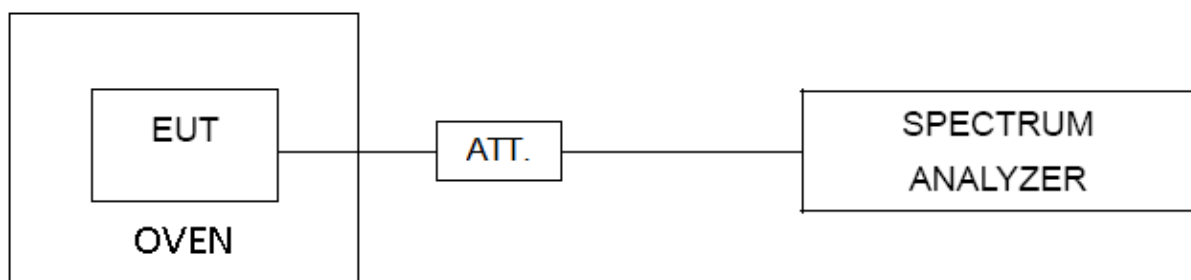 EUT
OVEN
ATT.
SPECTRUM
ANALYZER